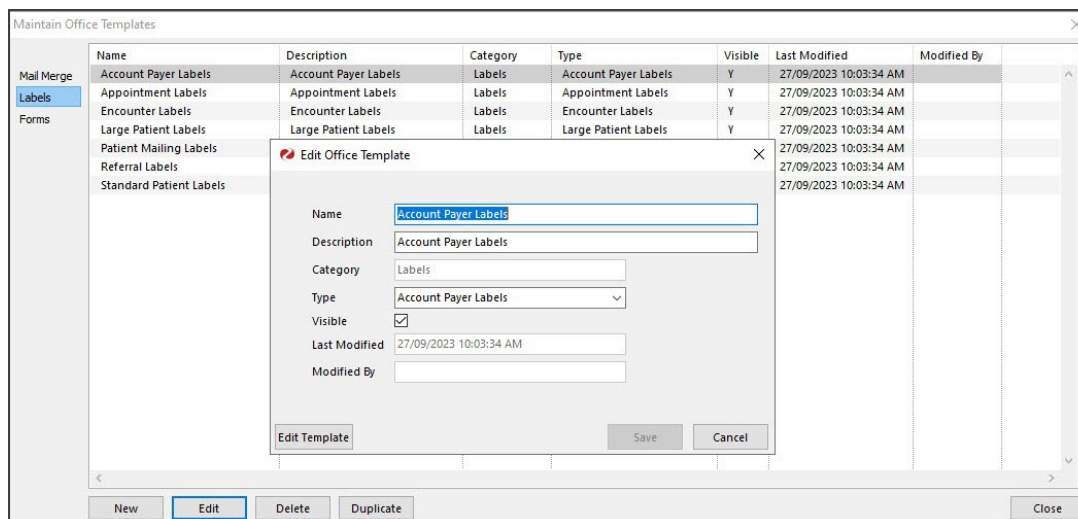 Maintain Office Templates
Name Description Category Type Visible Last Modified Modified By
Mail Merge
Labels
Forms
Account Payer Labels Account Payer Labels Labels Account Payer Labels Y 27/09/2023 10:03:34 AM
Appointment Labels Appointment Labels Labels Appointment Labels Y 27/09/2023 10:03:34 AM
Encounter Labels Encounter Labels Labels Encounter Labels Y 27/09/2023 10:03:34 AM
Large Patient Labels Large Patient Labels Labels Large Patient Labels Y 27/09/2023 10:03:34 AM
Patient Mailing Labels 27/09/2023 10:03:34 AM
Referral Labels 27/09/2023 10:03:34 AM
Standard Patient Labels 27/09/2023 10:03:34 AM
Edit Office Template
Name Account Payer Labels
Description Account Payer Labels
Category Labels
Type Account Payer Labels
Visible
Last Modified 27/09/2023 10:03:34 AM
Modified By
Edit Template Save Cancel
New Edit Delete Duplicate Close